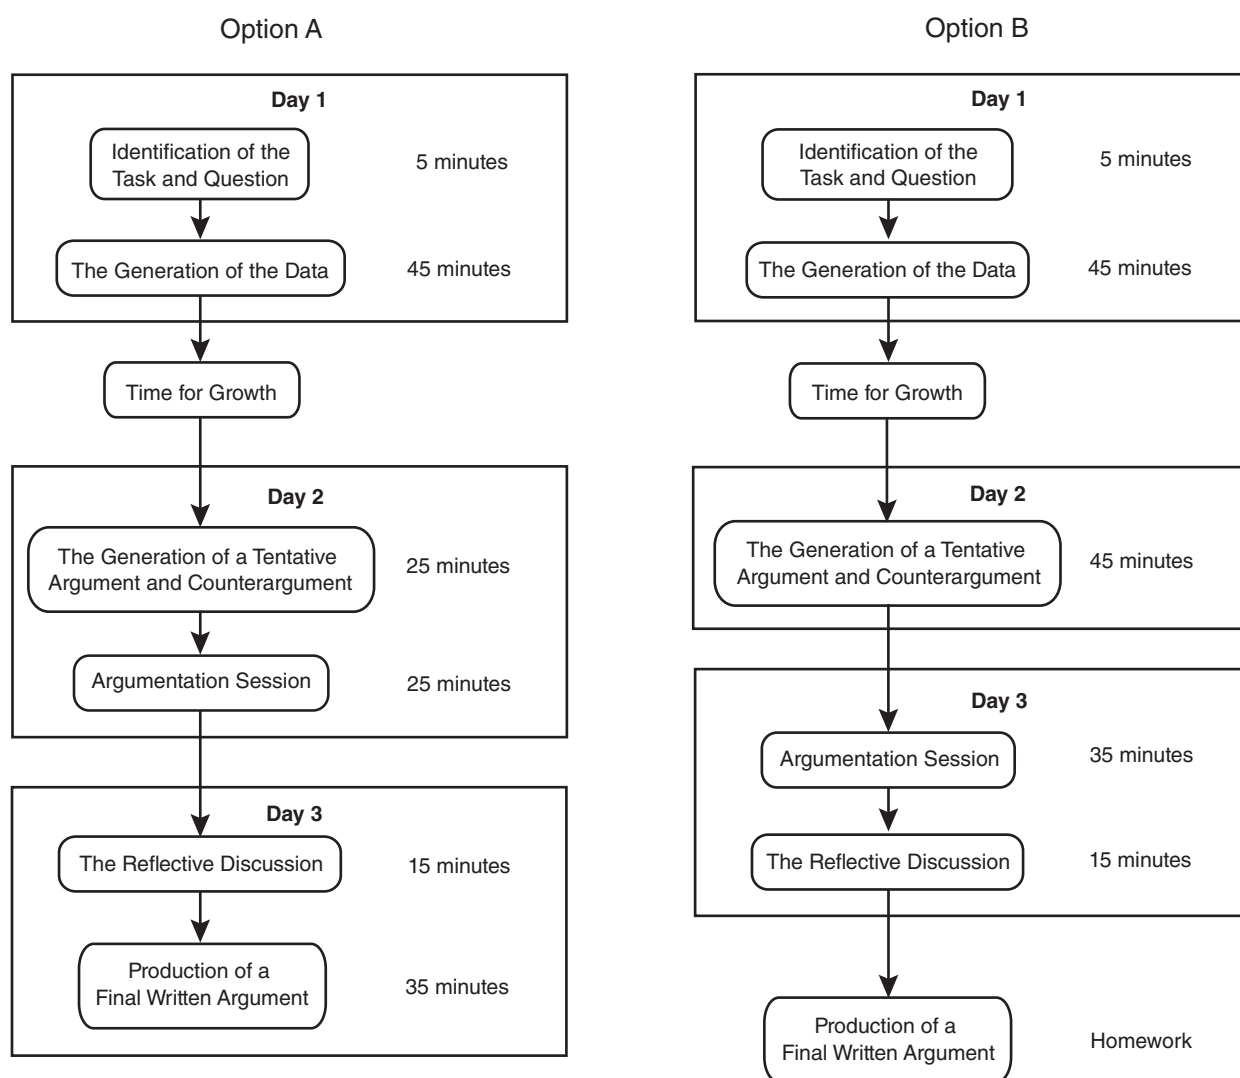 Option A
Day 1
Identification of the
Task and Question
5 minutes
The Generation of the Data
45 minutes
Time for Growth
Day 2
The Generation of a Tentative
Argument and Counterargument
25 minutes
Argumentation Session
25 minutes
Day 3
The Reflective Discussion
15 minutes
Production of a
Final Written Argument
35 minutes
Option B
Day 1
Identification of the
Task and Question
5 minutes
The Generation of the Data
45 minutes
Time for Growth
Day 2
The Generation of a Tentative
Argument and Counterargument
45 minutes
Day 3
Argumentation Session
35 minutes
The Reflective Discussion
15 minutes
Production of a
Final Written Argument
Homework